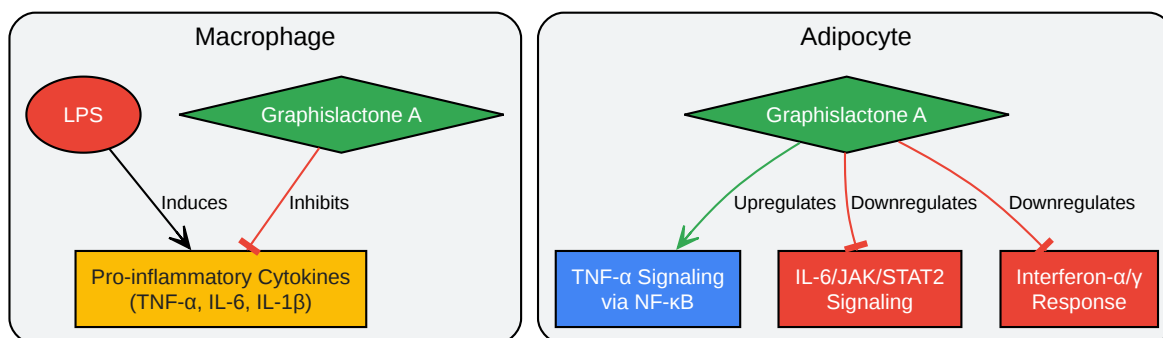 Macrophage
LPS
Graphislactone A
Induces
Inhibits
Pro-inflammatory Cytokines
(TNF-α, IL-6, IL-1β)
Adipocyte
Graphislactone A
Upregulates
Downregulates
Downregulates
TNF-α Signaling
via NF-κB
IL-6/JAK/STAT2
Signaling
Interferon-α/γ
Response